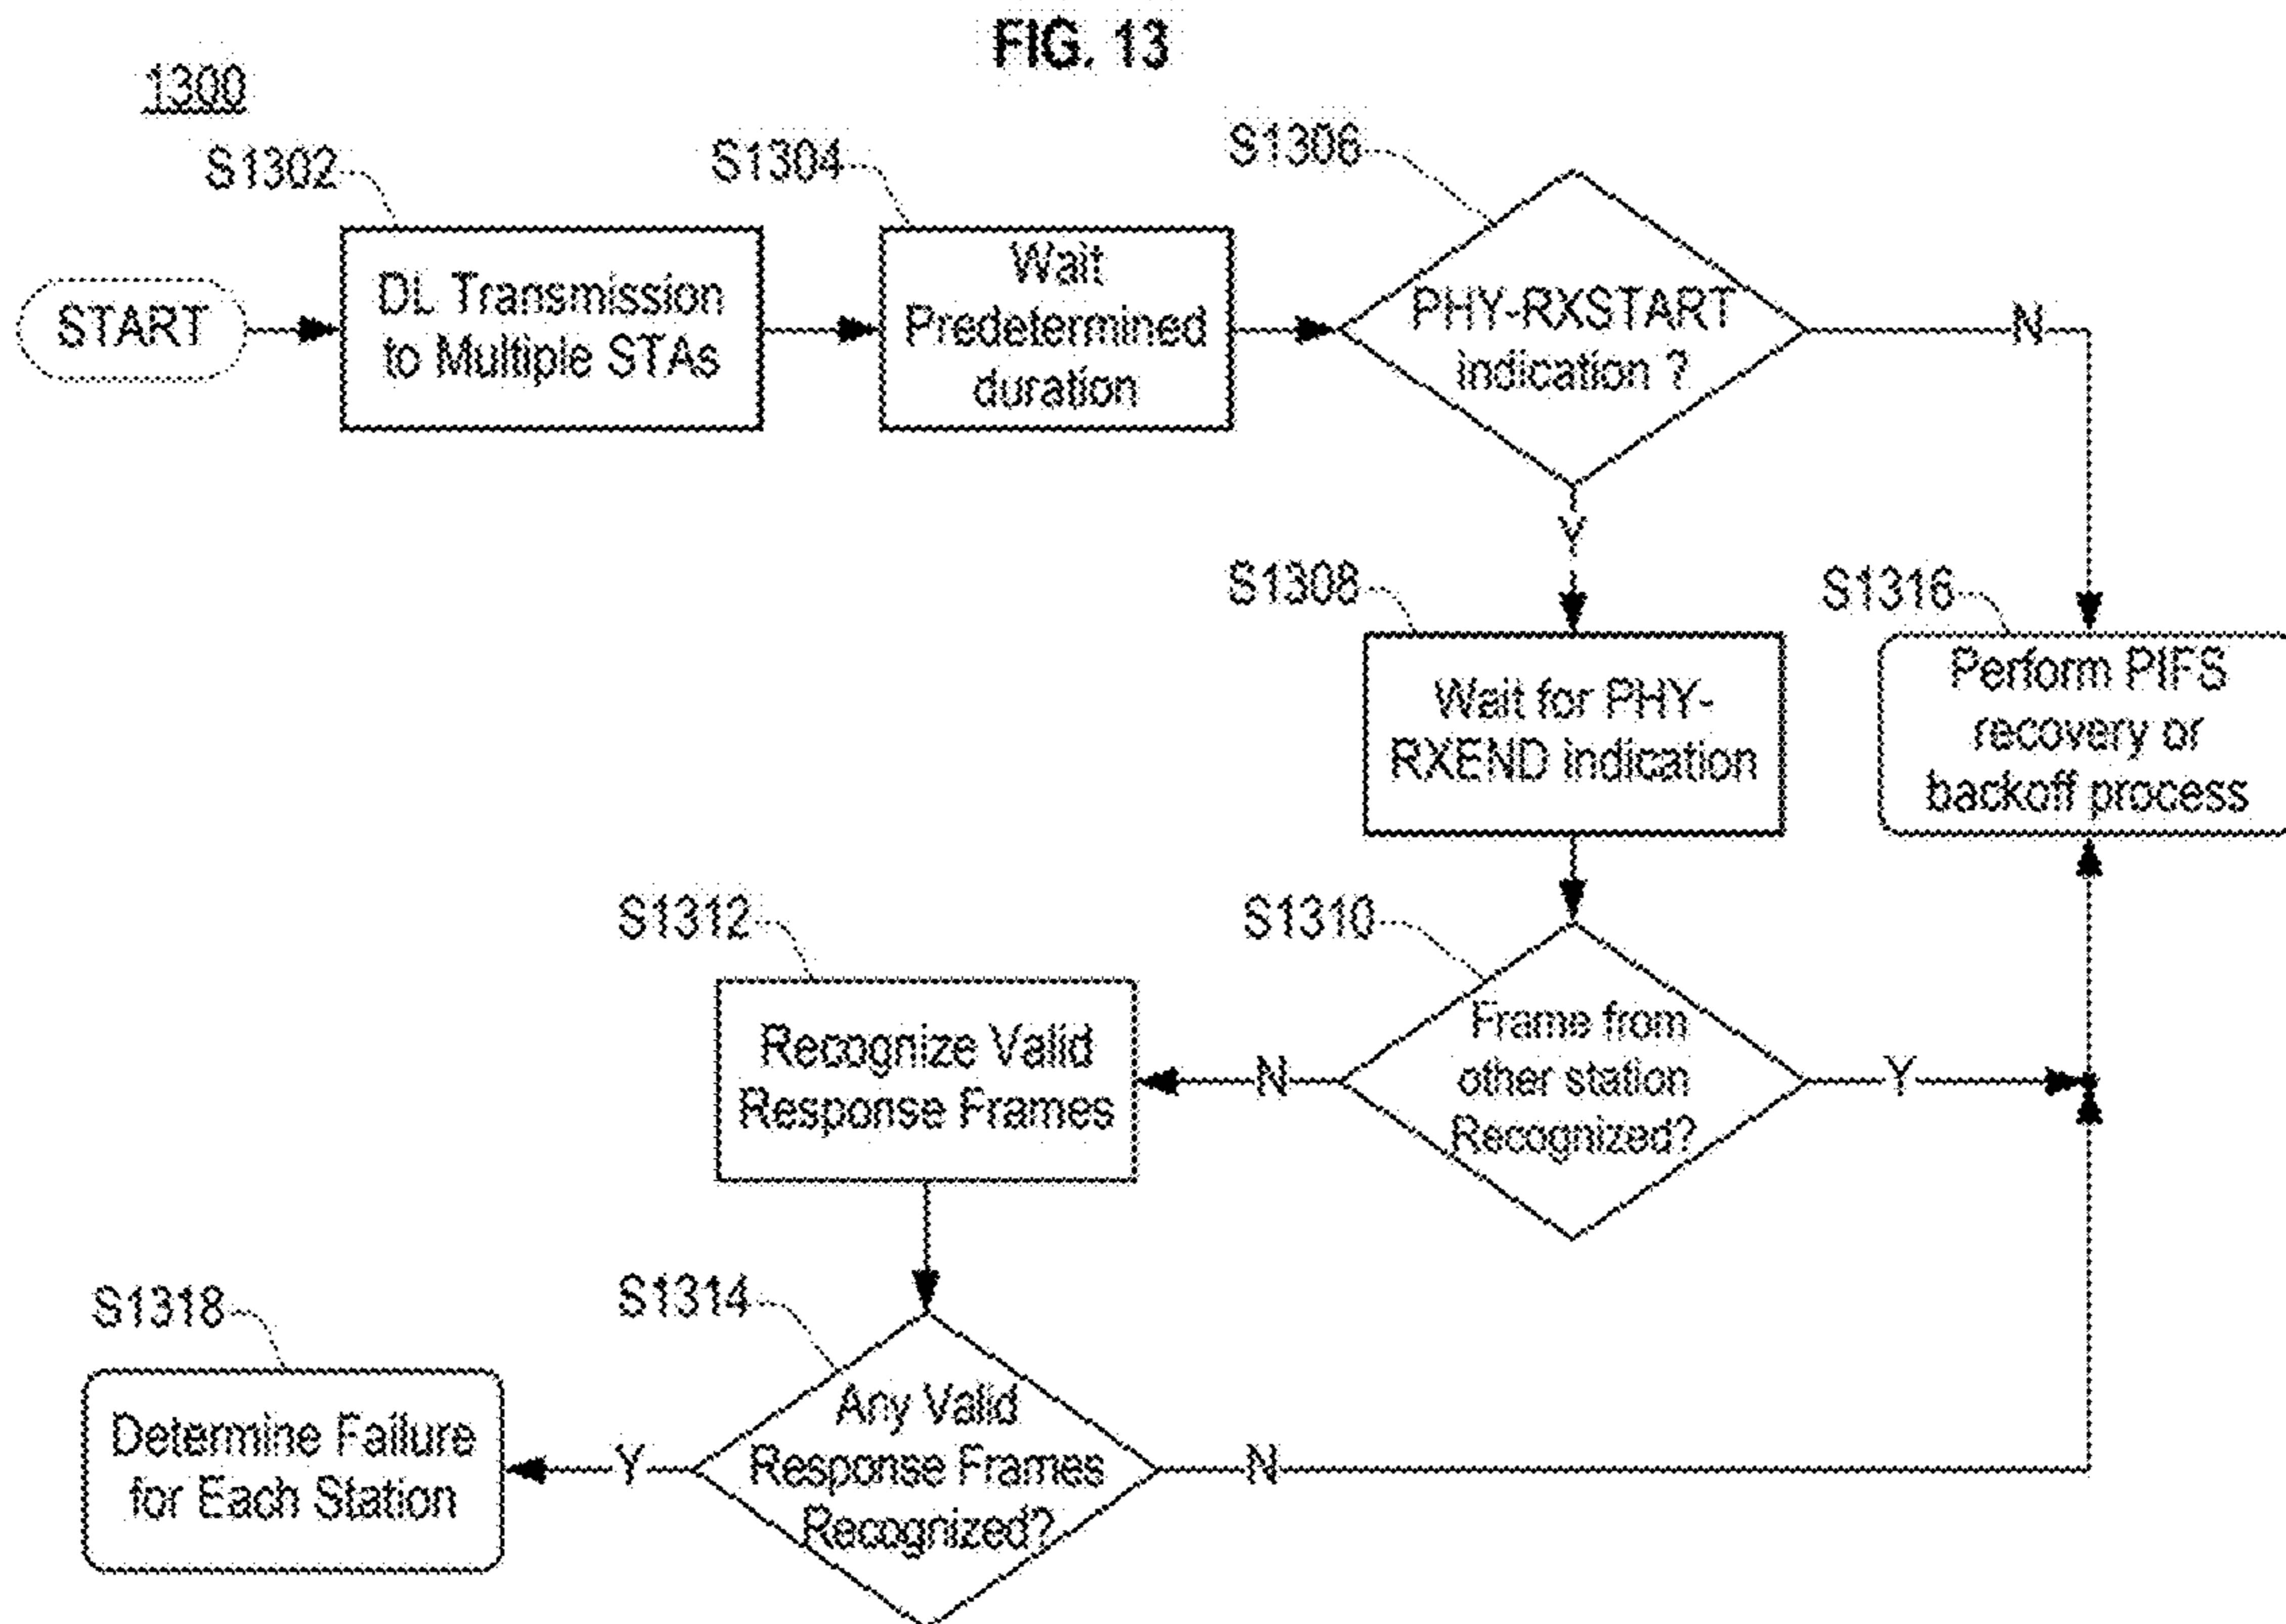 FIG. 13
1300
S1302
S1304
S1306
START
DL Transmission
to Multiple STAs
Wait
Predetermined
duration
PHY-RXSTART
indication ?
N
Y
S1308
S1316
Wait for PHY-
RXEND indication
Perform PIFS
recovery or
backoff process
S1312
S1310
Recognize Valid
Response Frames
N
Frame from
other station
Recognized?
Y
S1318
S1314
Determine Failure
for Each Station
Y
Any Valid
Response Frames
Recognized?
N